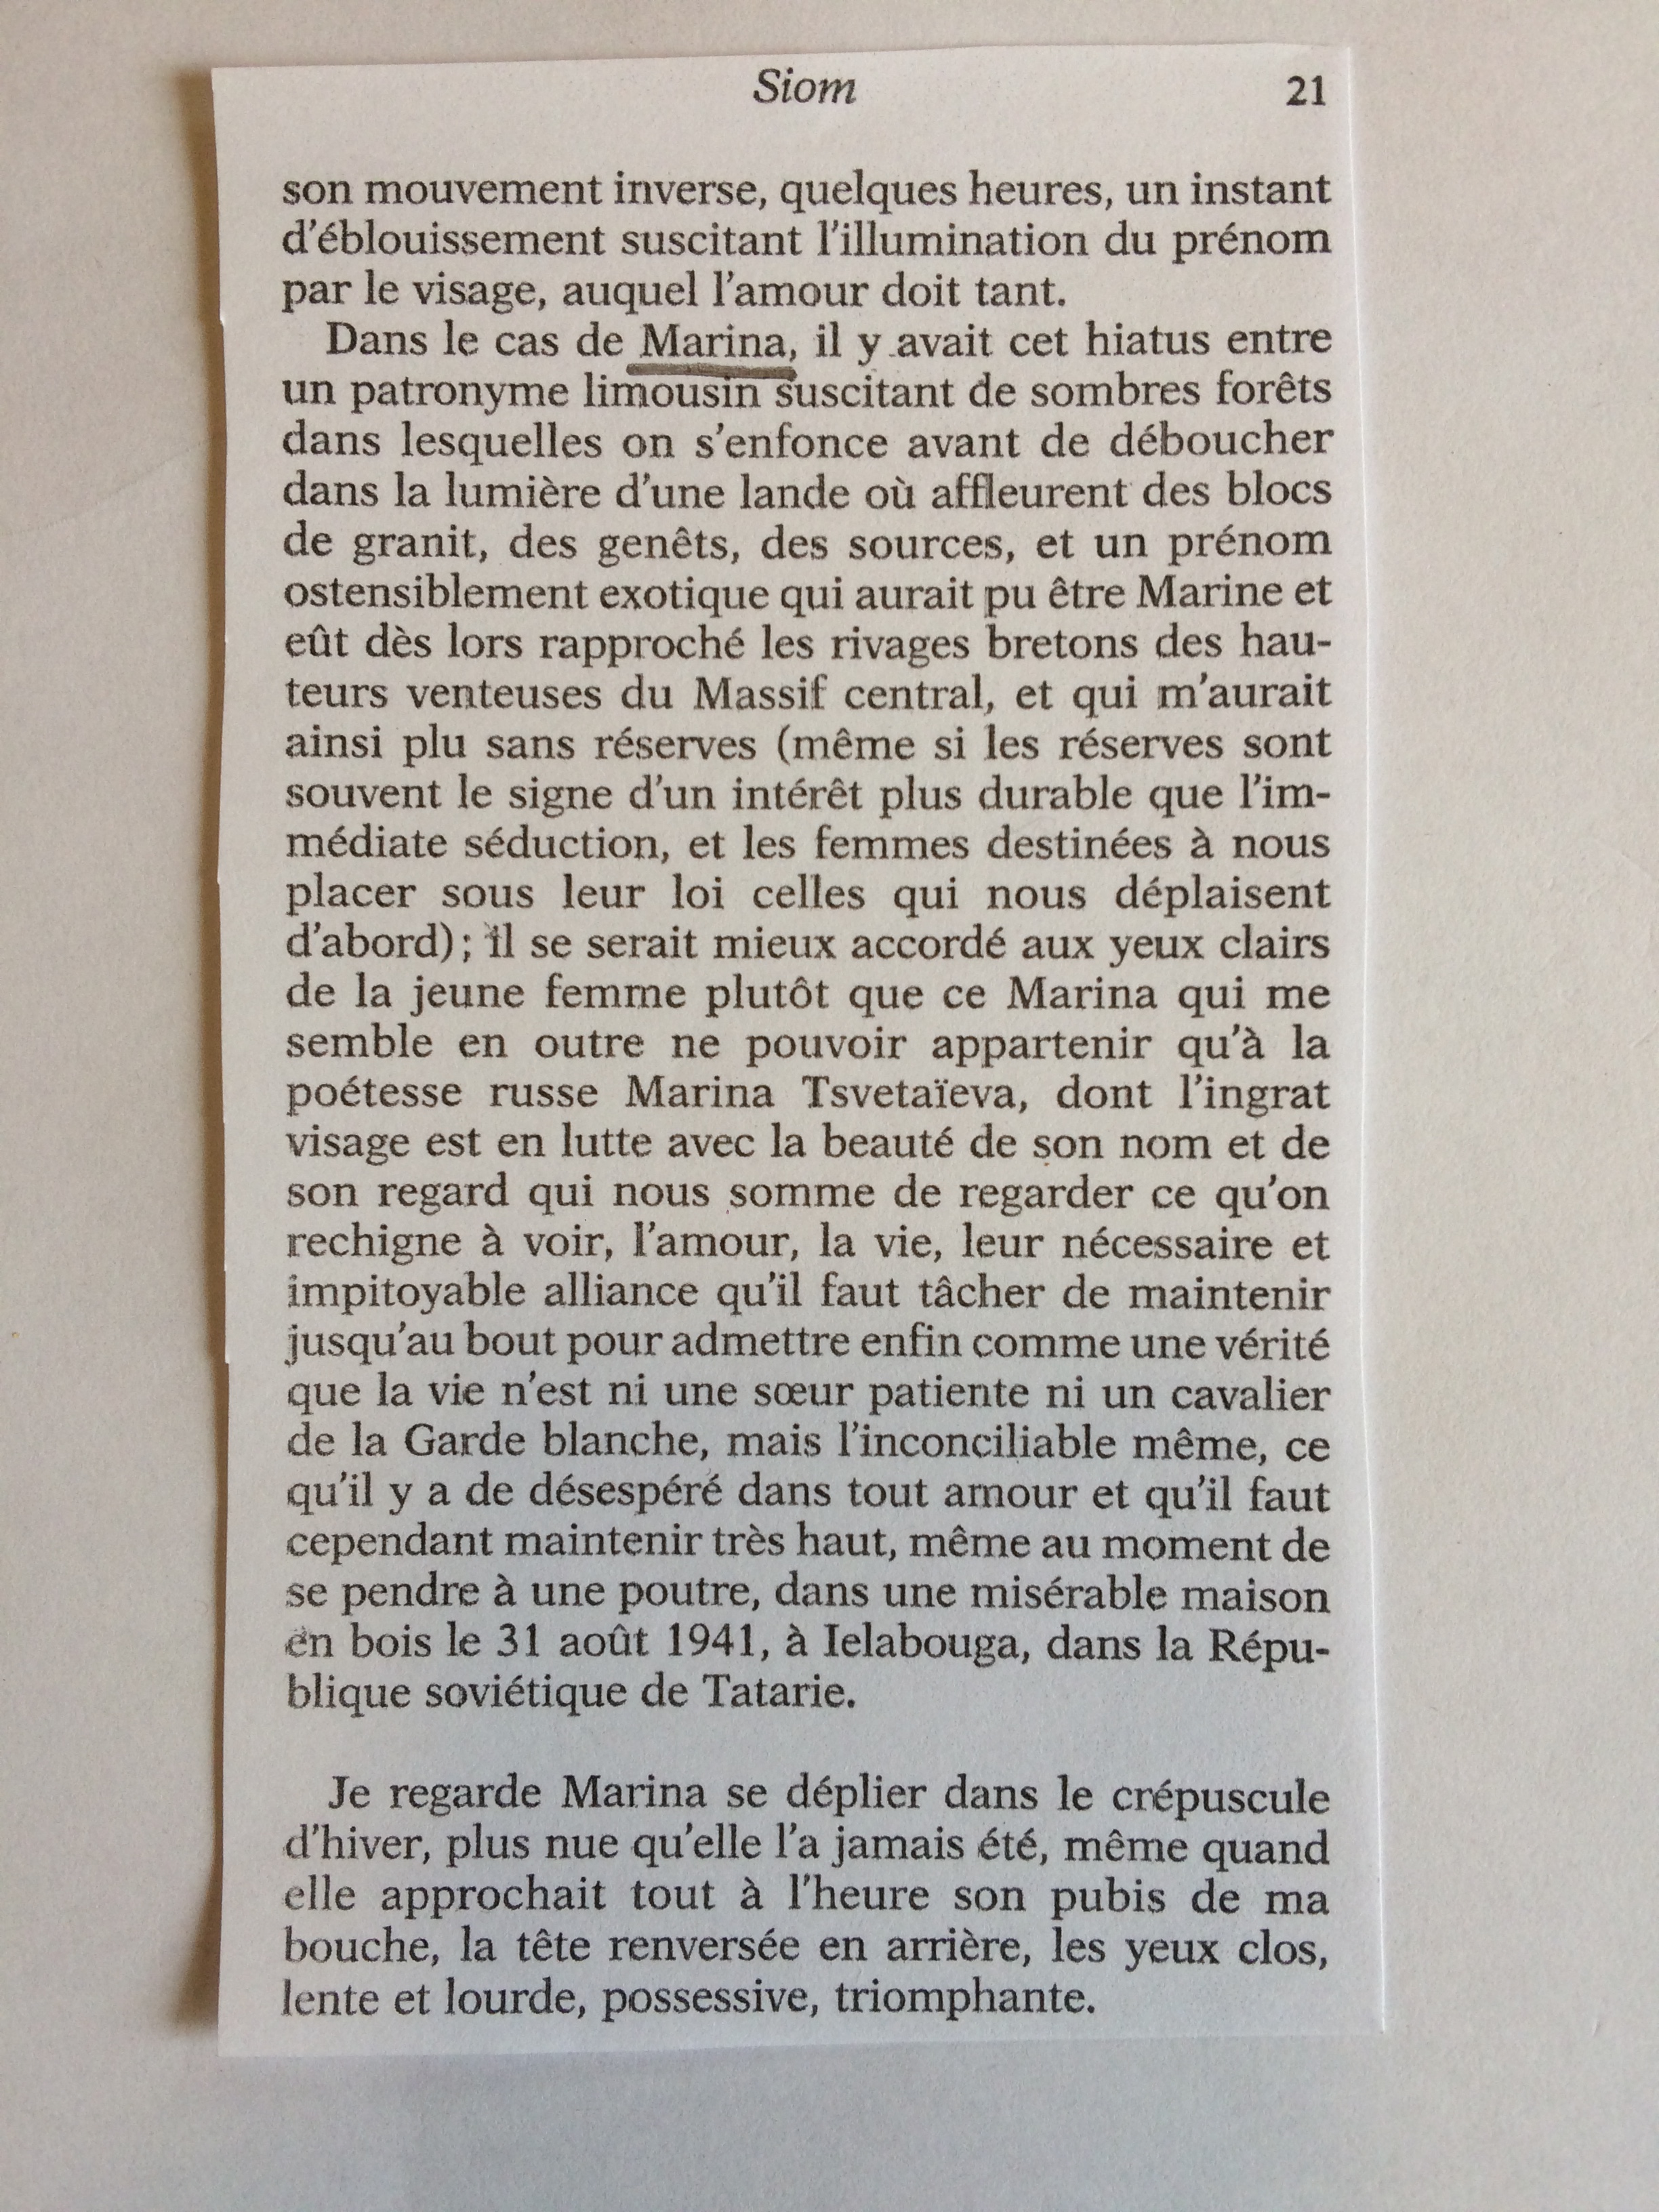 Siom 21
son mouvement inverse, quelques heures, un instant
d'éblouissement suscitant l'illumination du prénom
par le visage, auquel l'amour doit tant.
Dans le cas de Marina, il y avait cet hiatus entre
un patronyme limousin suscitant de sombres forêts
dans lesquelles on s'enfonce avant de déboucher
dans la lumière d'une lande où affleurent des blocs
de granit, des genêts, des sources, et un prénom
ostensiblement exotique qui aurait pu être Marine et
eût dès lors rapproché les rivages bretons des hau-
teurs venteuses du Massif central, et qui m'aurait
ainsi plu sans réserves (même si les réserves sont
souvent le signe d'un intérêt plus durable que l'im-
médiate séduction, et les femmes destinées à nous
placer sous leur loi celles qui nous déplaisent
d'abord) ; il se serait mieux accordé aux yeux clairs
de la jeune femme plutôt que ce Marina qui me
semble en outre ne pouvoir appartenir qu'à la
poétesse russe Marina Tsvetaïeva, dont l'ingrat
visage est en lutte avec la beauté de son nom et de
son regard qui nous somme de regarder ce qu'on
rechigne à voir, l'amour, la vie, leur nécessaire et
impitoyable alliance qu'il faut tâcher de maintenir
jusqu'au bout pour admettre enfin comme une vérité
que la vie n'est ni une sœur patiente ni un cavalier
de la Garde blanche, mais l'inconciliable même, ce
qu'il y a de désespéré dans tout amour et qu'il faut
cependant maintenir très haut, même au moment de
se pendre à une poutre, dans une misérable maison
en bois le 31 août 1941, à Ielabouga, dans la Répu-
blique soviétique de Tatarie.
Je regarde Marina se déplier dans le crépuscule
d'hiver, plus nue qu'elle l'a jamais été, même quand
elle approchait tout à l'heure son pubis de ma
bouche, la tête renversée en arrière, les yeux clos,
lente et lourde, possessive, triomphante.